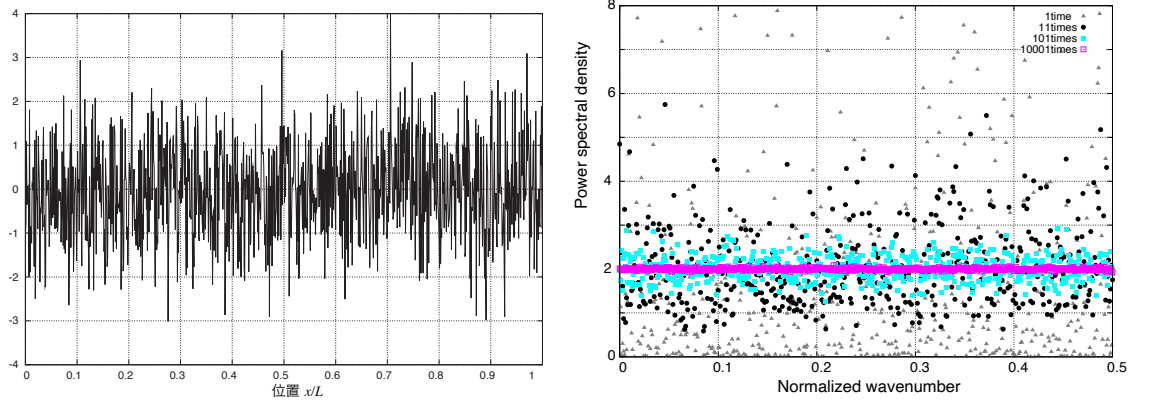 4
3
2
1
0
-1
-2
-3
-4
0 0.1 0.2 0.3 0.4 0.5 0.6 0.7 0.8 0.9 1
位置 x/L
Power spectral density
8
6
4
2
0
1time
11times
101times
10001times
0 0.1 0.2 0.3 0.4 0.5
Normalized wavenumber